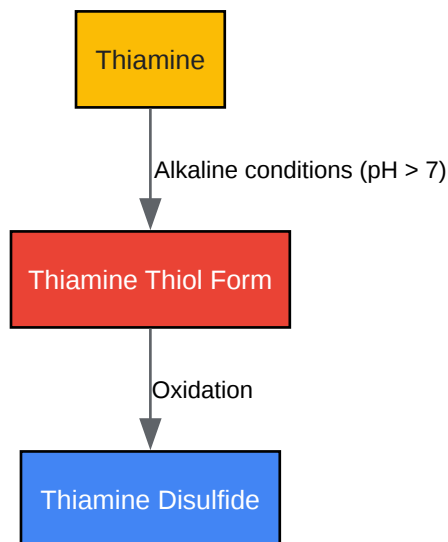 Thiamine
Alkaline conditions (pH > 7)
Thiamine Thiol Form
Oxidation
Thiamine Disulfide